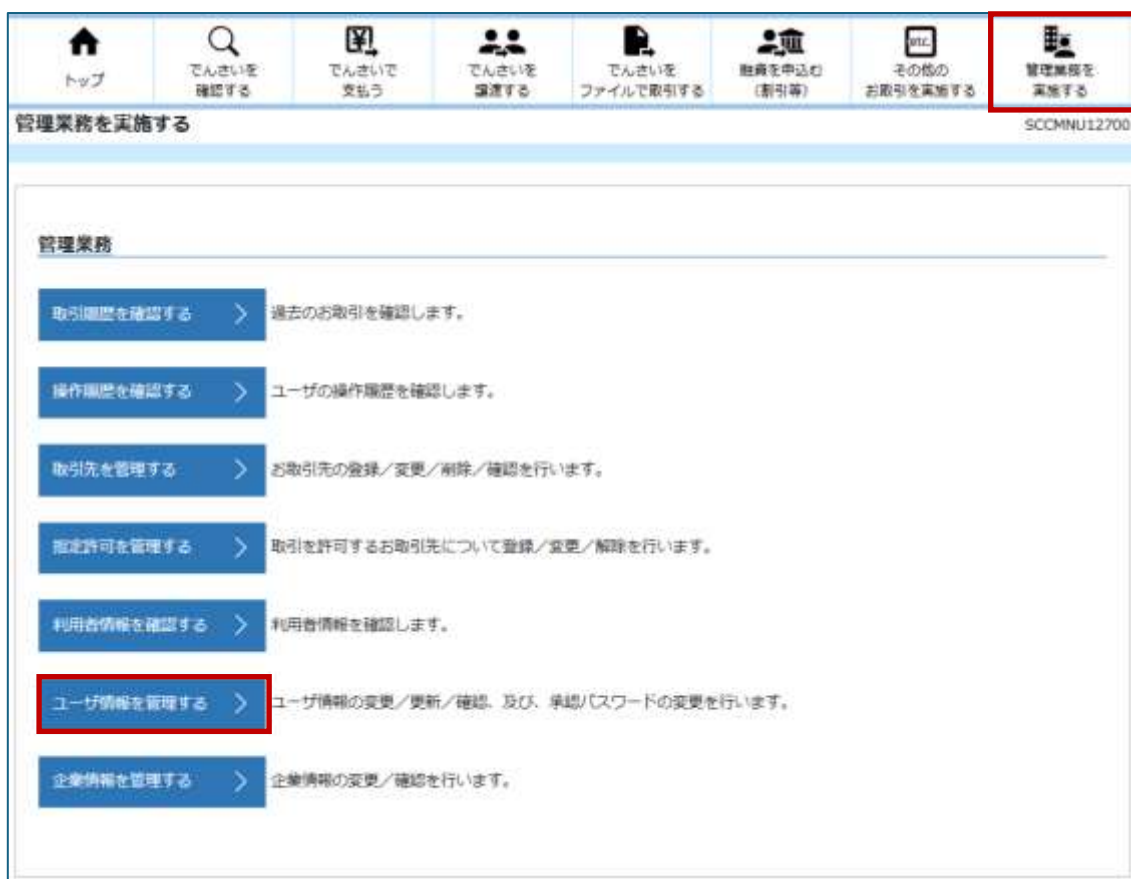 トップ
でんさいを
確認する
でんさいで
支払う
でんさいを
譲渡する
でんさいを
ファイルで取引する
融資を申込む
(割引等)
etc.
その他の
お取引を実施する
管理業務を
実施する
管理業務を実施する
SCCMNU12700
管理業務
取引履歴を確認する
過去のお取引を確認します。
操作履歴を確認する
ユーザの操作履歴を確認します。
取引先を管理する
お取引先の登録/変更/削除/確認を行います。
指定許可を管理する
取引を許可するお取引先について登録/変更/解除を行います。
利用者情報を確認する
利用者情報を確認します。
ユーザ情報を管理する
ユーザ情報の変更/更新/確認、及び、承認パスワードの変更を行います。
企業情報を管理する
企業情報の変更/確認を行います。